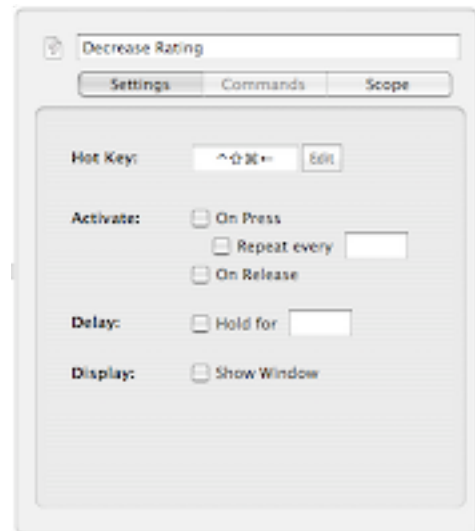 Decrease Rating
Settings Commands Scope
Hot Key: ^⇧⌘← Edit
Activate: On Press
Repeat every
On Release
Delay: Hold for
Display: Show Window